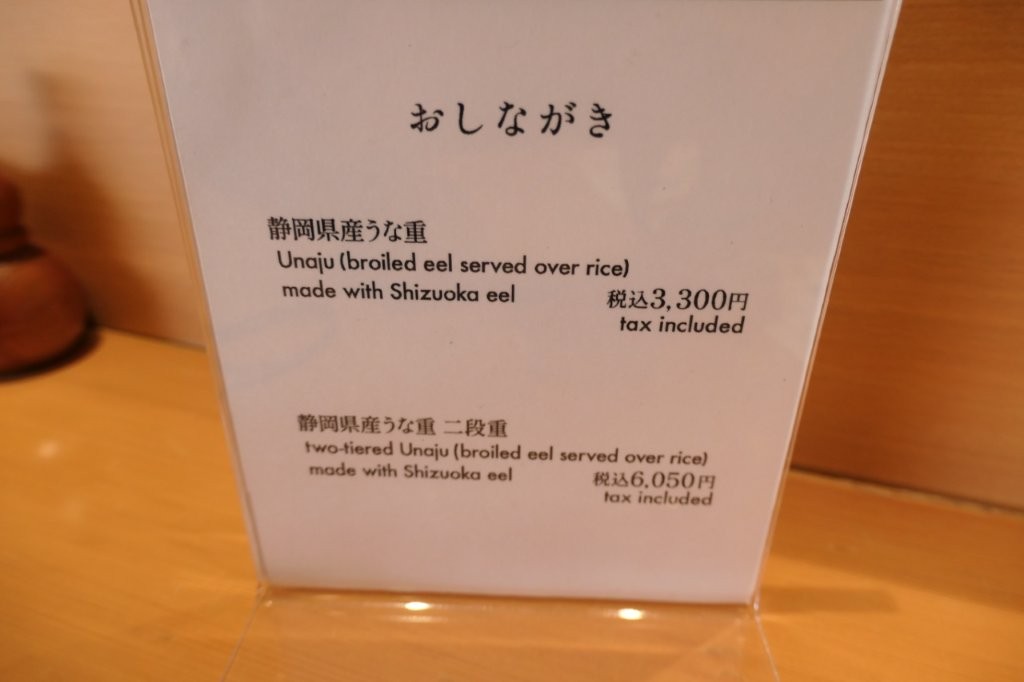 おしながき
静岡県産うな重
Unaju (broiled eel served over rice)
made with Shizuoka eel
税込3,300円
tax included
静岡県産うな重 二段重
two-tiered Unaju (broiled eel served over rice)
made with Shizuoka eel
税込6,050円
tax included